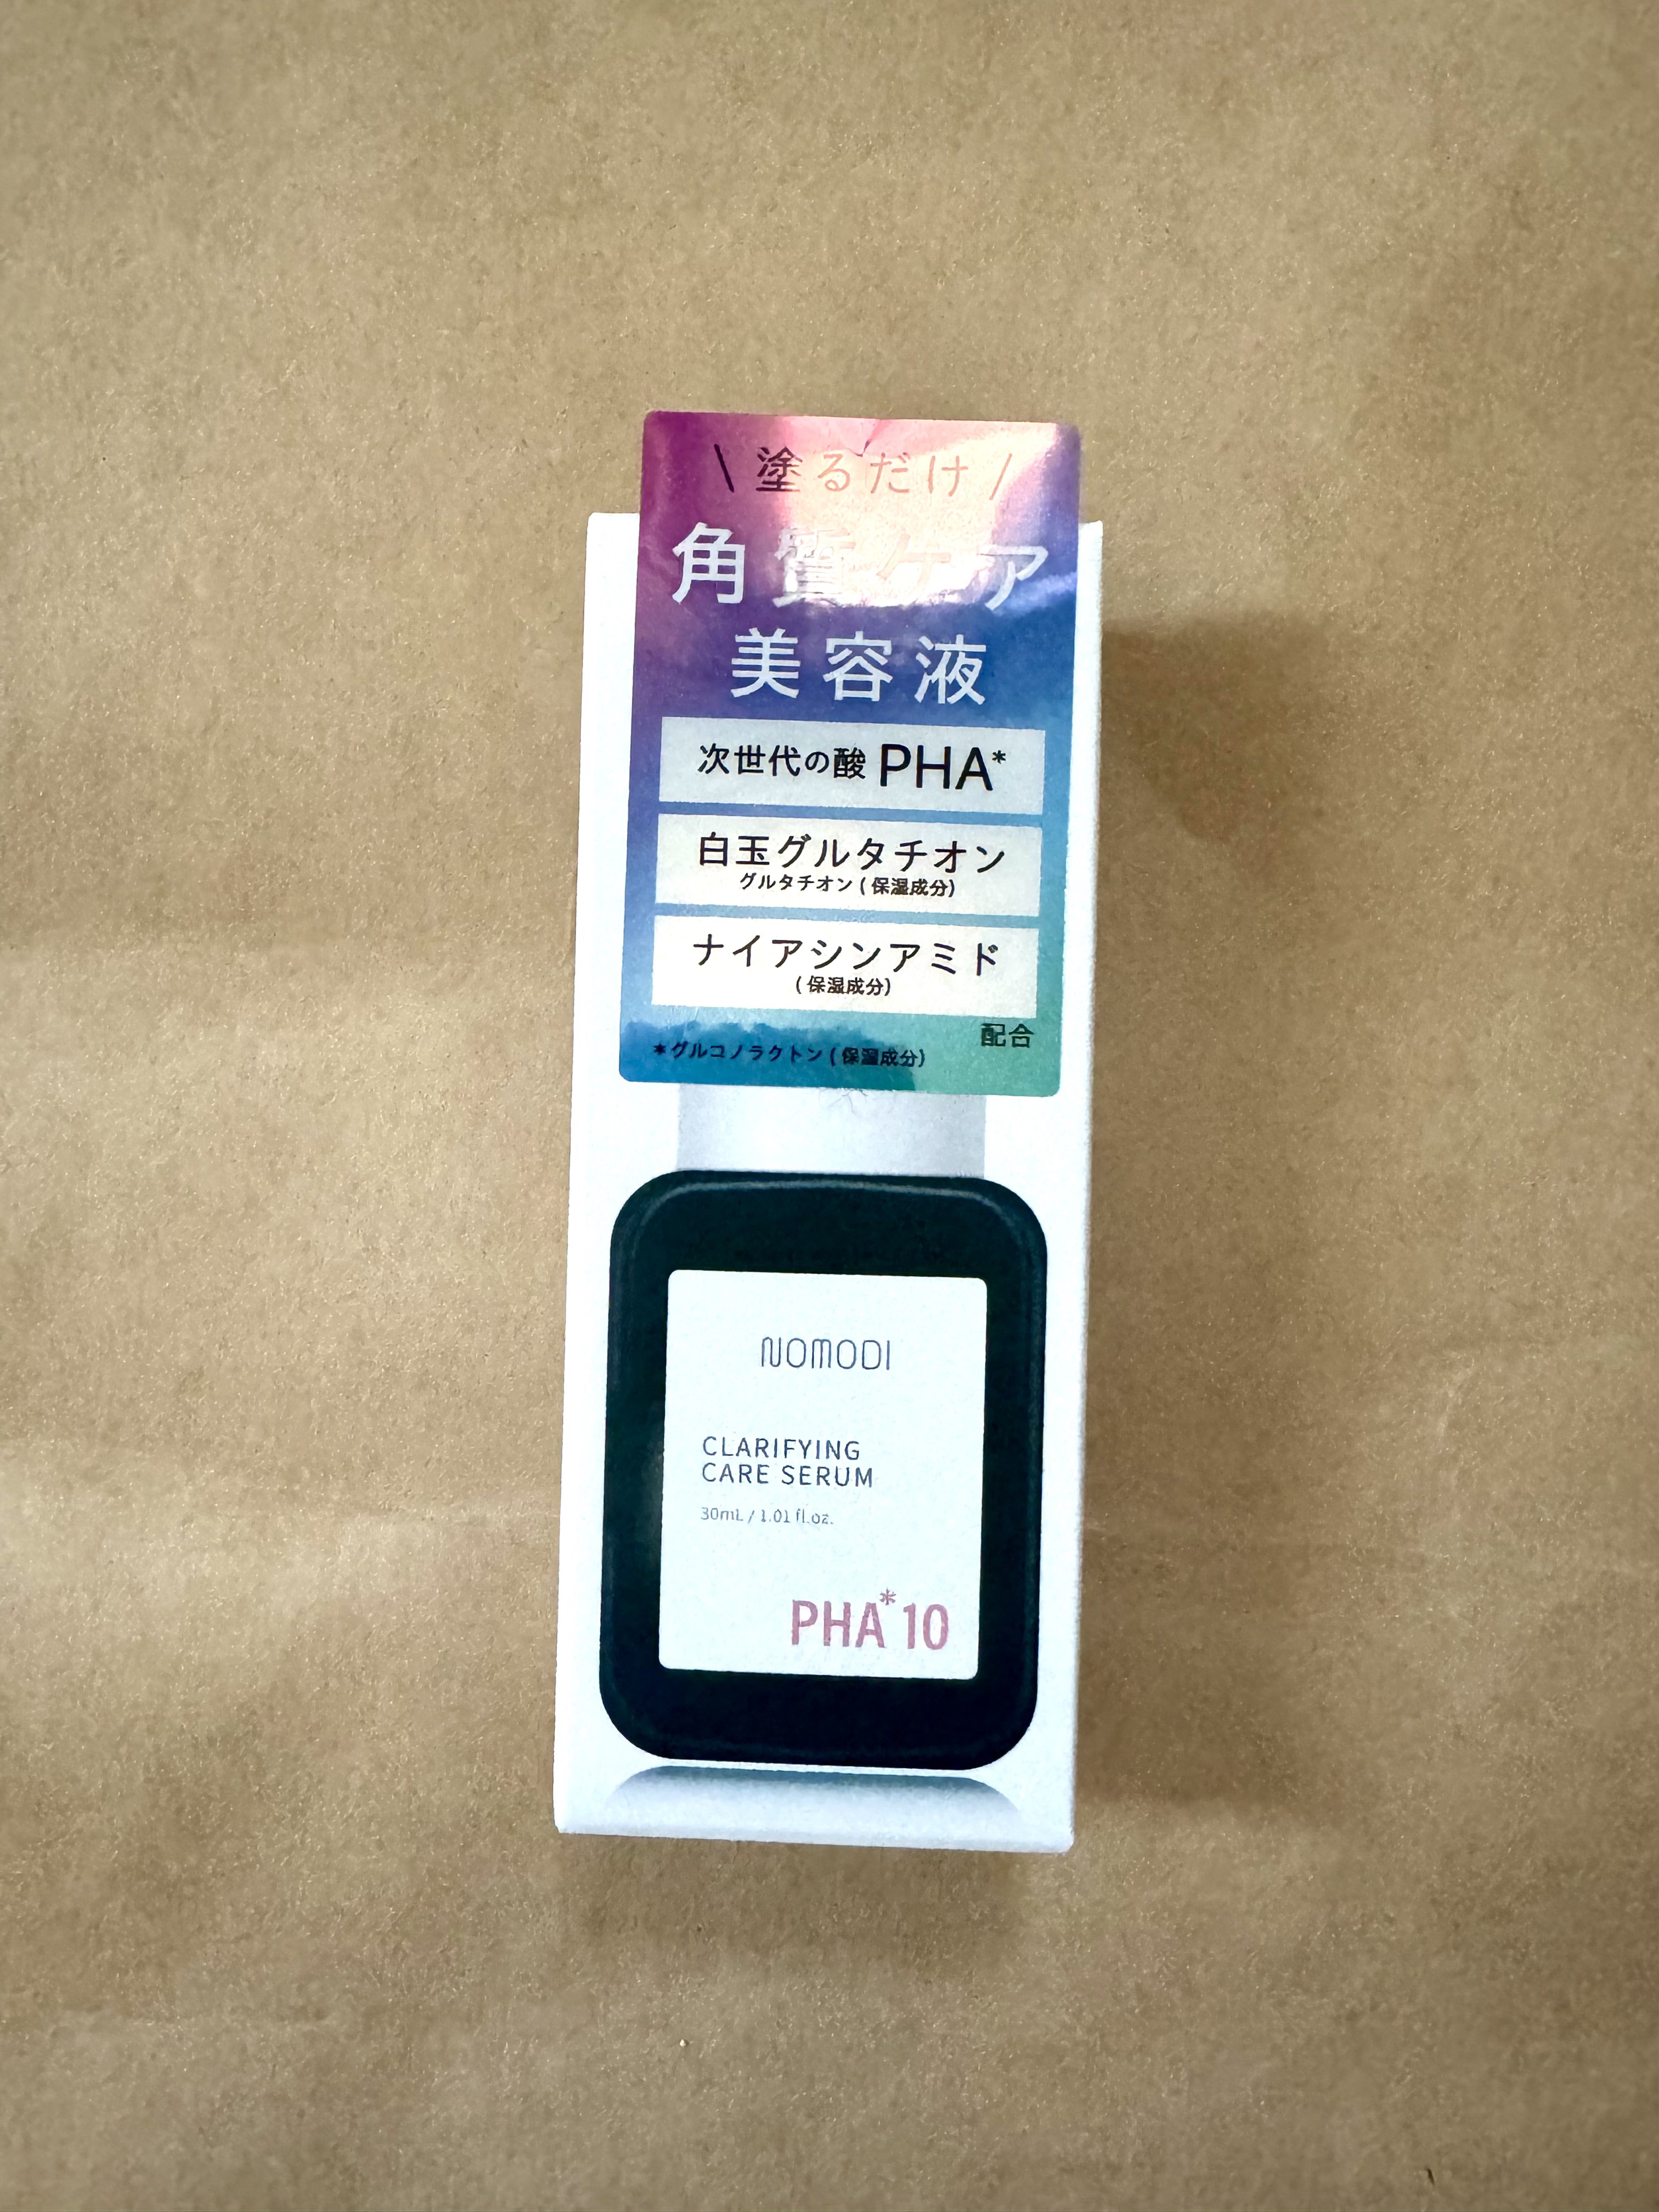 \ 塗るだけ /
角質ケア
美容液
次世代の酸 PHA*
白玉グルタチオン
グルタチオン (保湿成分)
ナイアシンアミド
(保湿成分)
配合
*グルコノラクトン (保湿成分)
NOMODI
CLARIFYING
CARE SERUM
30mL / 1.01 fl.oz.
PHA*10